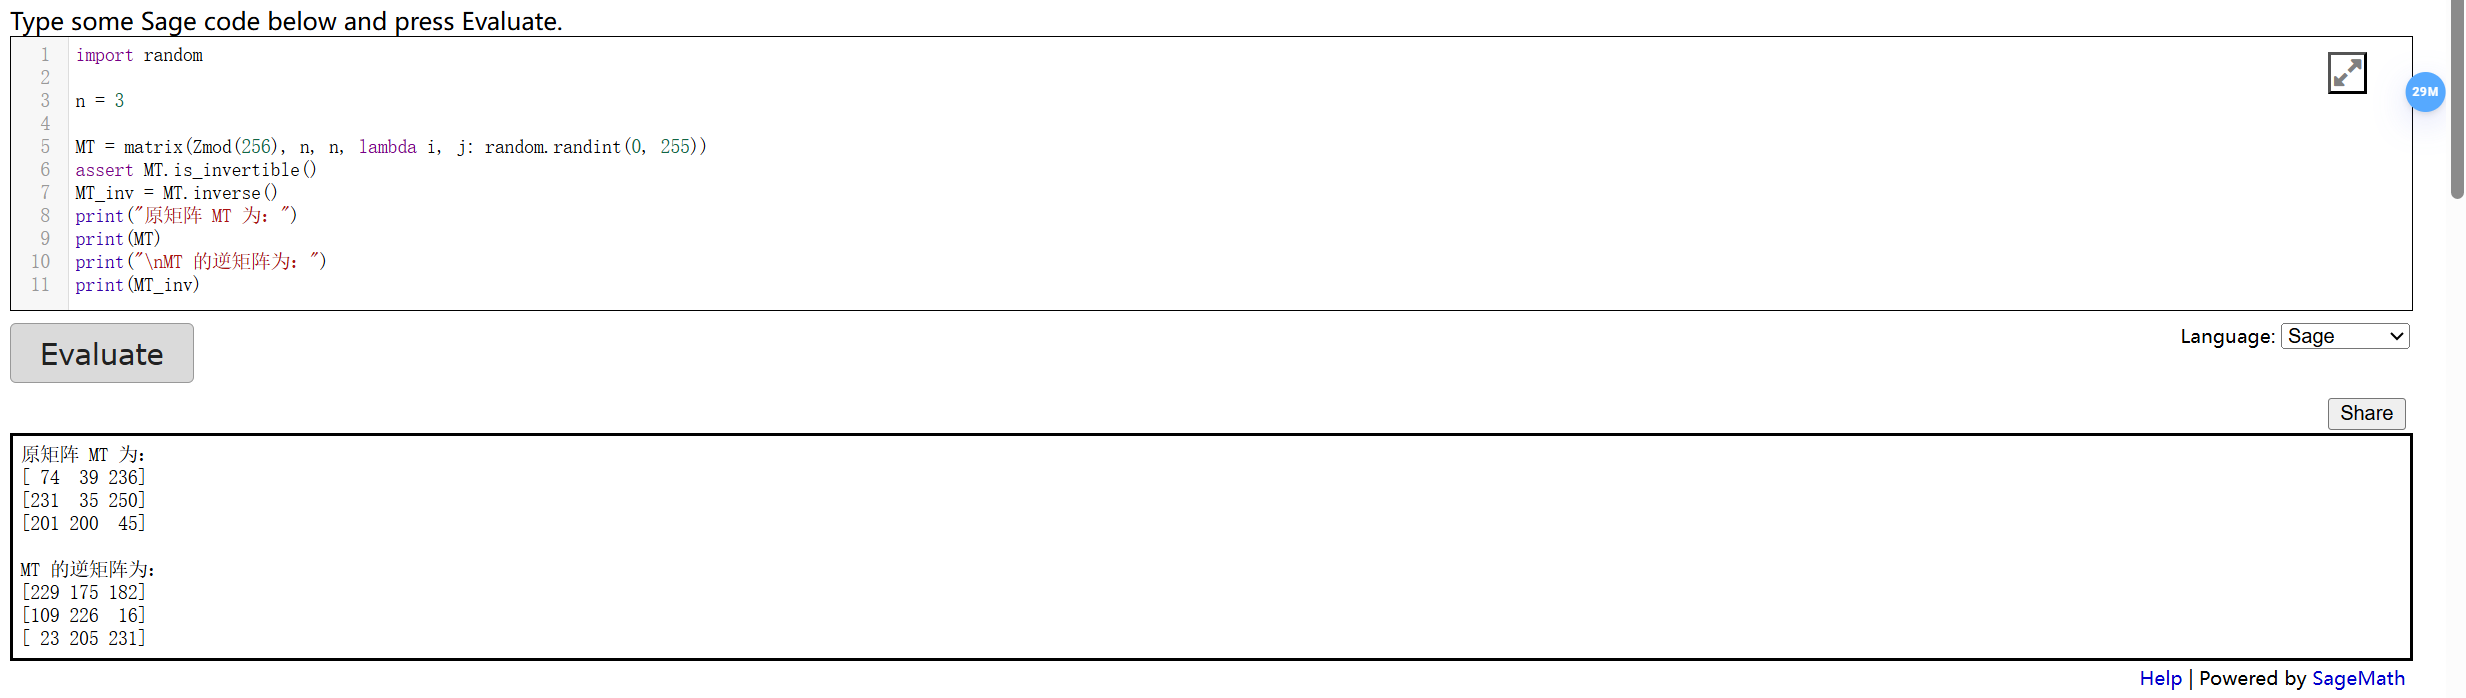 Type some Sage code below and press Evaluate.
1 import random
2
3 n = 3
4
5 MT = matrix(Zmod(256), n, n, lambda i, j: random.randint(0, 255))
6 assert MT.is_invertible()
7 MT_inv = MT.inverse()
8 print("原矩阵 MT 为：")
9 print(MT)
10 print("\nMT 的逆矩阵为：")
11 print(MT_inv)
29M
Evaluate
Language: Sage
Share
原矩阵 MT 为：
[ 74  39 236]
[231  35 250]
[201 200  45]
MT 的逆矩阵为：
[229 175 182]
[109 226  16]
[ 23 205 231]
Help | Powered by SageMath